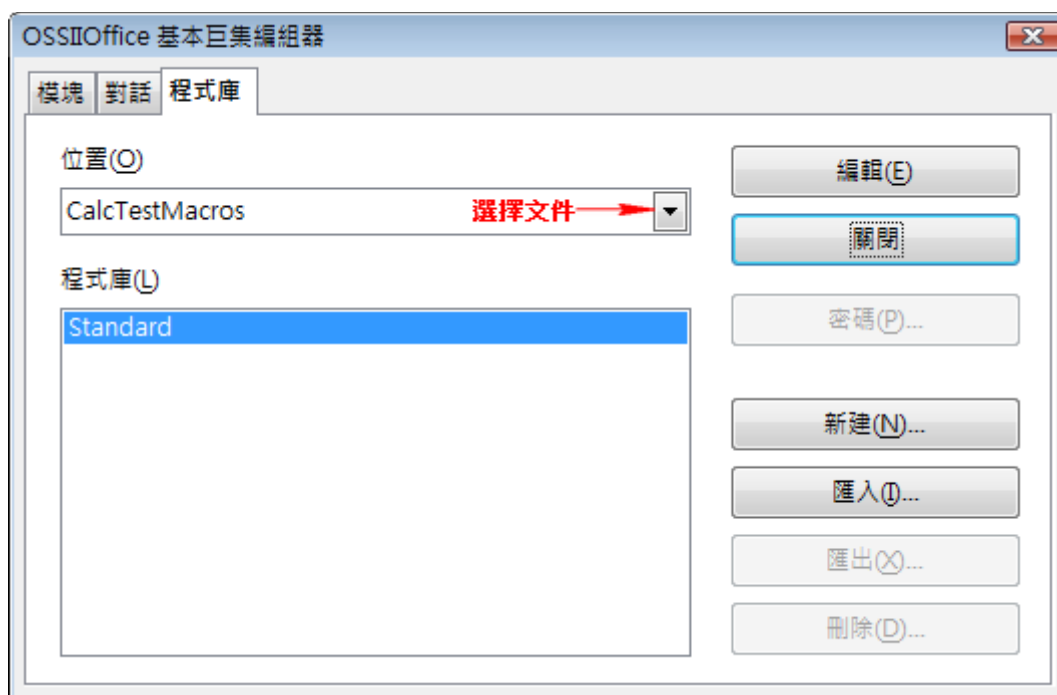 OSSIIOffice 基本巨集編組器
模塊 對話 程式庫
位置(O)
CalcTestMacros 選擇文件
程式庫(L)
Standard
編輯(E)
關閉
密碼(P)...
新建(N)...
匯入(I)...
匯出(X)...
刪除(D)...